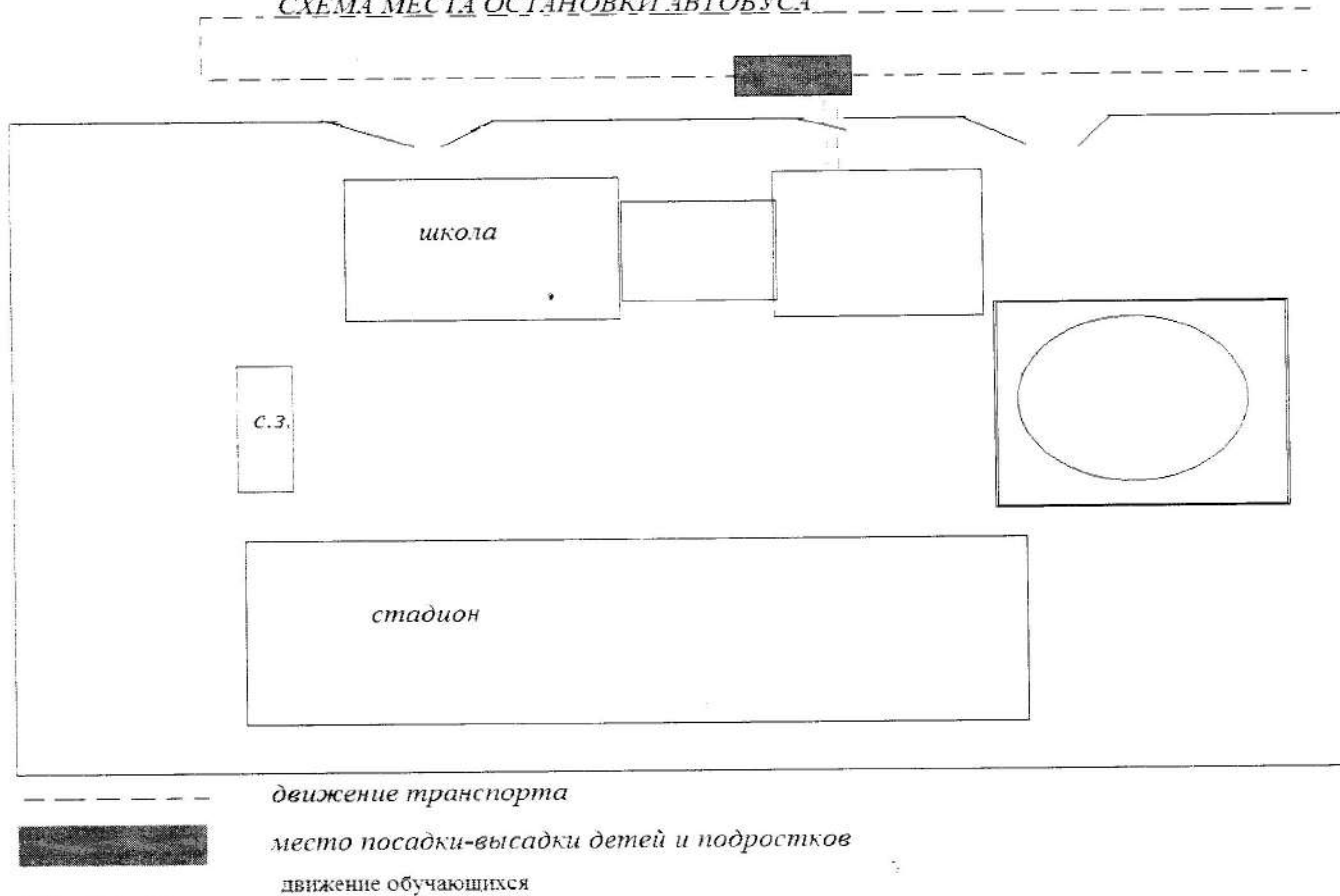 СХЕМА МЕСТА ОСТАНОВКИ АВТОБУСА
школа
с.з.
стадион
движение транспорта
место посадки-высадки детей и подростков
движение обучающихся